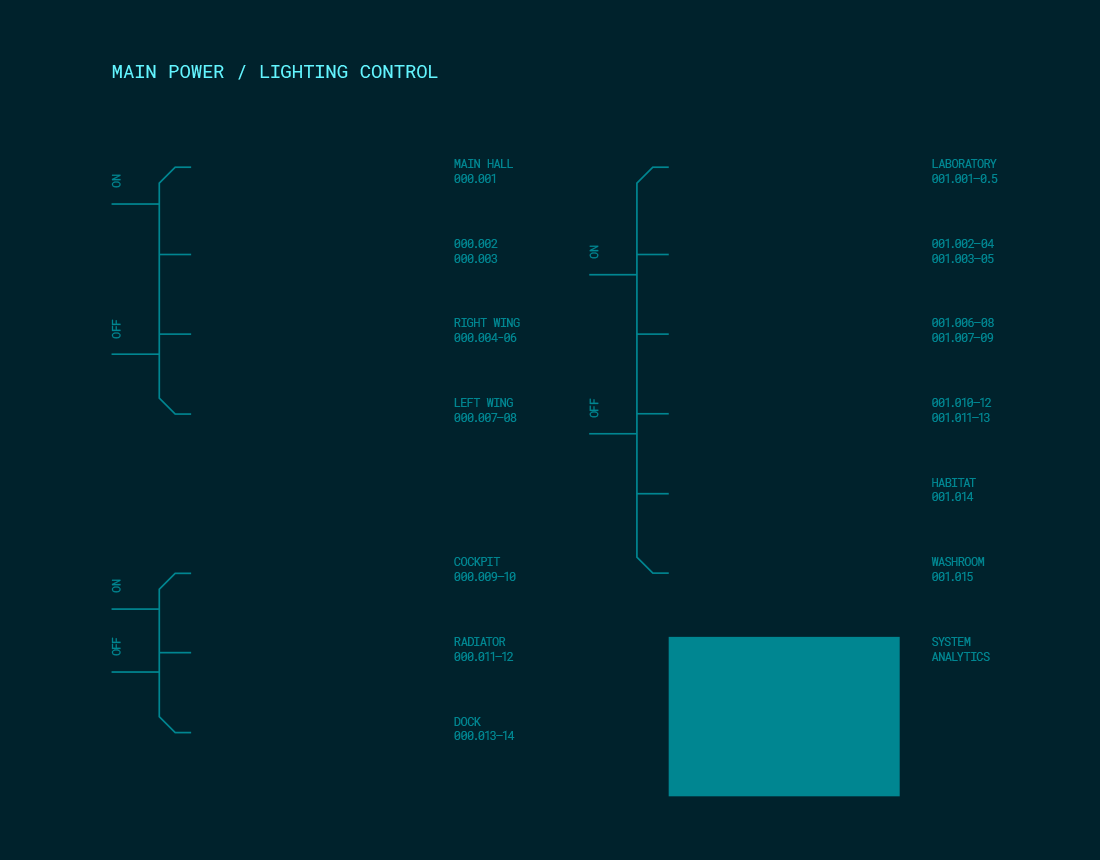 MAIN POWER / LIGHTING CONTROL
ON
OFF
MAIN HALL
000.001
000.002
000.003
RIGHT WING
000.004-06
LEFT WING
000.007-08
ON
OFF
COCKPIT
000.009-10
RADIATOR
000.011-12
DOCK
000.013-14
ON
OFF
LABORATORY
001.001-0.5
001.002-04
001.003-05
001.006-08
001.007-09
001.010-12
001.011-13
HABITAT
001.014
WASHROOM
001.015
SYSTEM
ANALYTICS